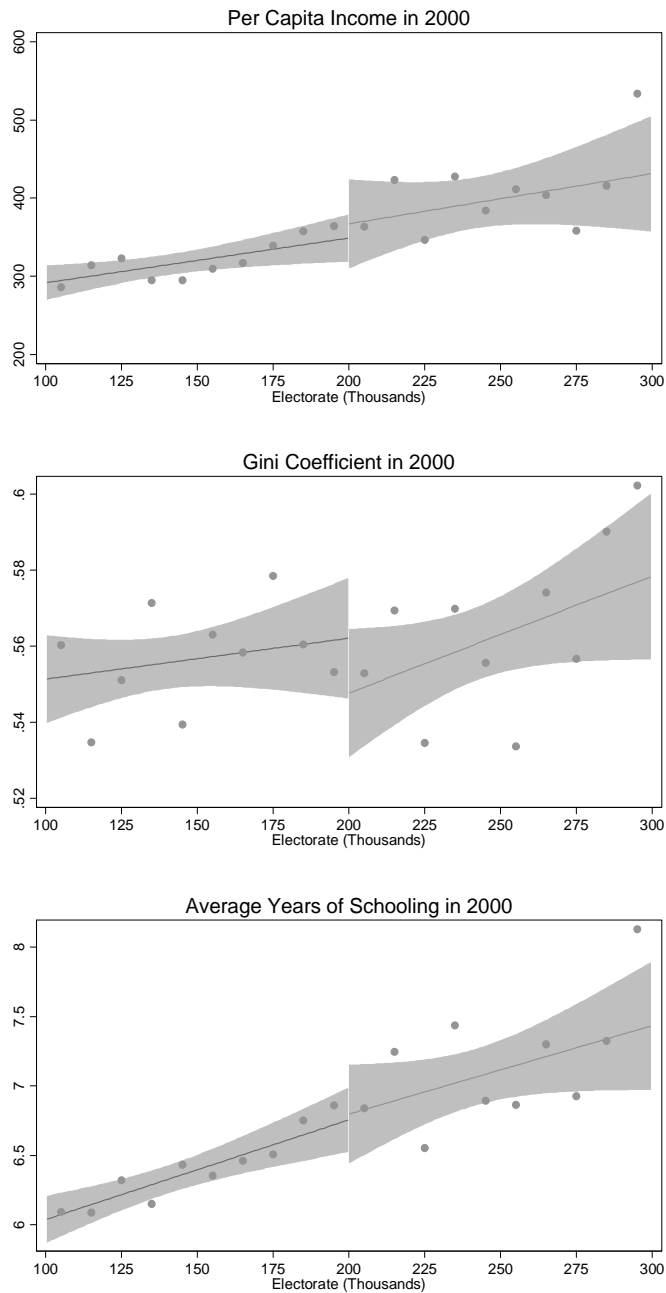 Per Capita Income in 2000
600
500
400
300
200
100 125 150 175 200 225 250 275 300
Electorate (Thousands)
Gini Coefficient in 2000
.6
.58
.56
.54
.52
100 125 150 175 200 225 250 275 300
Electorate (Thousands)
Average Years of Schooling in 2000
8
7.5
7
6.5
6
100 125 150 175 200 225 250 275 300
Electorate (Thousands)